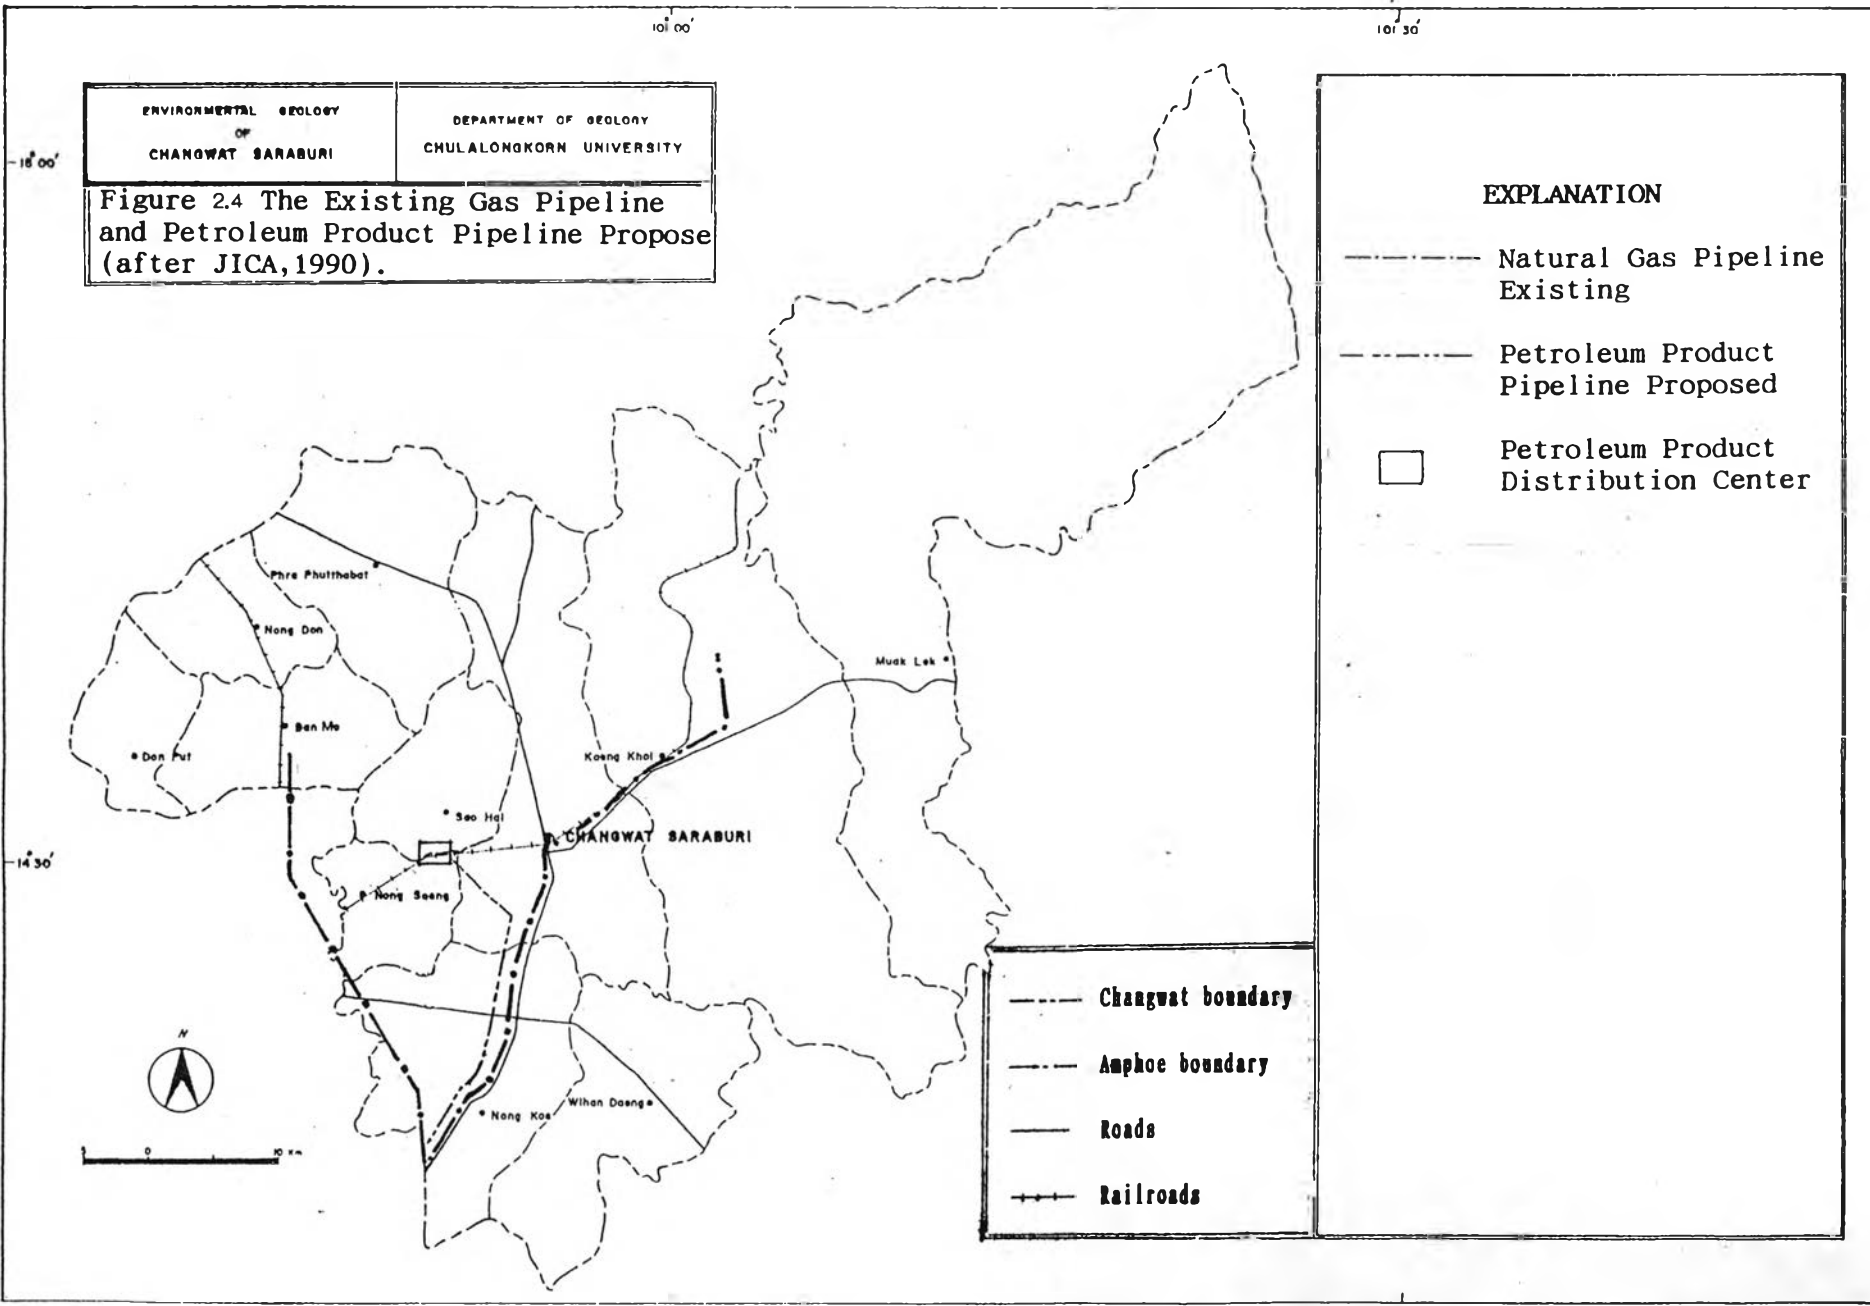 101°00'
101°30'
ENVIRONMENTAL GEOLOGY
OF
CHANGWAT SARABURI
DEPARTMENT OF GEOLOGY
CHULALONGKORN UNIVERSITY
15°00'
Figure 2.4 The Existing Gas Pipeline
and Petroleum Product Pipeline Propose
(after JICA,1990).
EXPLANATION
Natural Gas Pipeline
Existing
Petroleum Product
Pipeline Proposed
Petroleum Product
Distribution Center
Phra Phutthabat
Nong Don
Muak Lek
Ban Mo
Don Put
Kaeng Khoi
Sao Hai
CHANGWAT SARABURI
14°30'
Nong Saeng
Changwat boundary
N
Amphoe boundary
Nong Kae
Wihan Daeng
Roads
5 0 10 Km
Railroads